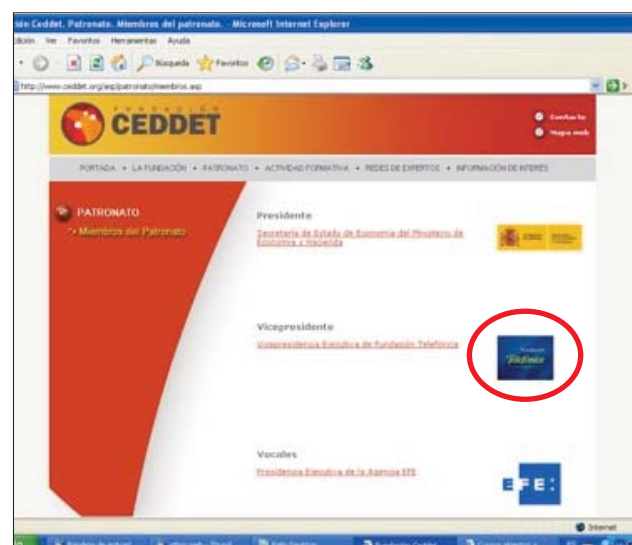 ión Ceddet. Patronato. Miembros del patronato. - Microsoft Internet Explorer
Edición Ver Favoritos Herramientas Ayuda
Búsqueda Favoritos
http://www.ceddet.org/esp/patronato/miembros.asp
FUNDACIÓN
CEDDET
Contacto
Mapa web
PORTADA • LA FUNDACIÓN • PATRONATO • ACTIVIDAD FORMATIVA • REDES DE EXPERTOS • INFORMACIÓN DE INTERÉS
PATRONATO
Miembros del Patronato
Presidente
Secretaría de Estado de Economía del Ministerio de
Economía y Hacienda
Vicepresidente
Vicepresidencia Ejecutiva de Fundación Telefónica
Fundación
Telefónica
Vocales
Presidencia Ejecutiva de la Agencia EFE
EFE:
Internet